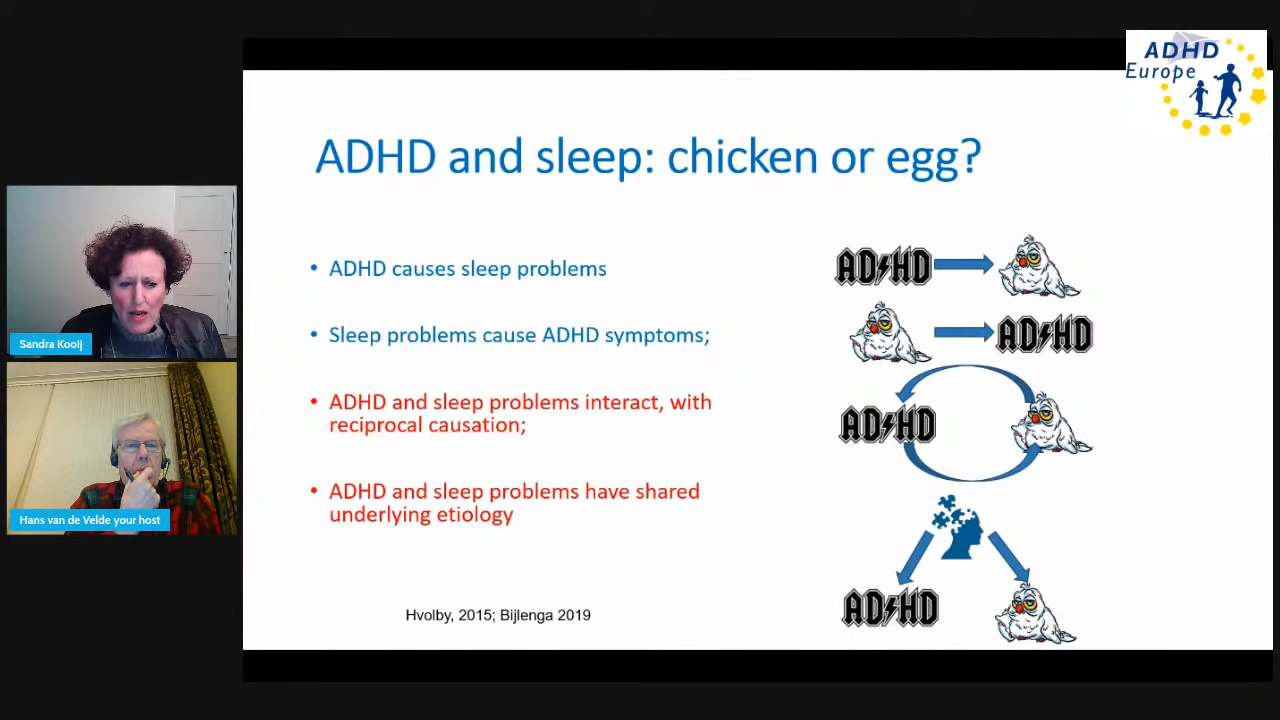 ADHD
Europe
ADHD and sleep: chicken or egg?
• ADHD causes sleep problems
AD HD
• Sleep problems cause ADHD symptoms;
AD HD
• ADHD and sleep problems interact, with
reciprocal causation;
AD HD
• ADHD and sleep problems have shared
underlying etiology
AD HD
Hvolby, 2015; Bijlenga 2019
Sandra Kooij
Hans van de Velde your host